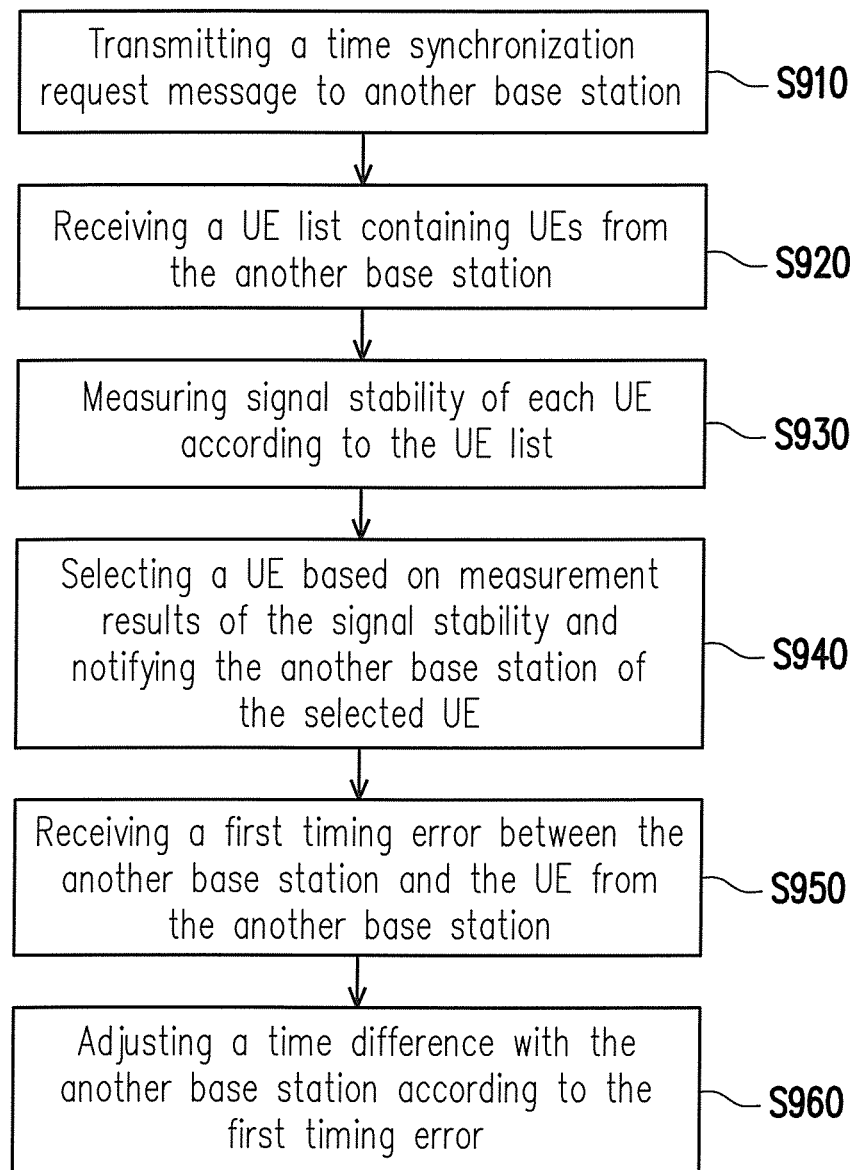 Transmitting a time synchronization
request message to another base station
S910
Receiving a UE list containing UEs from
the another base station
S920
Measuring signal stability of each UE
according to the UE list
S930
Selecting a UE based on measurement
results of the signal stability and
notifying the another base station of
the selected UE
S940
Receiving a first timing error between the
another base station and the UE from
the another base station
S950
Adjusting a time difference with the
another base station according to the
first timing error
S960